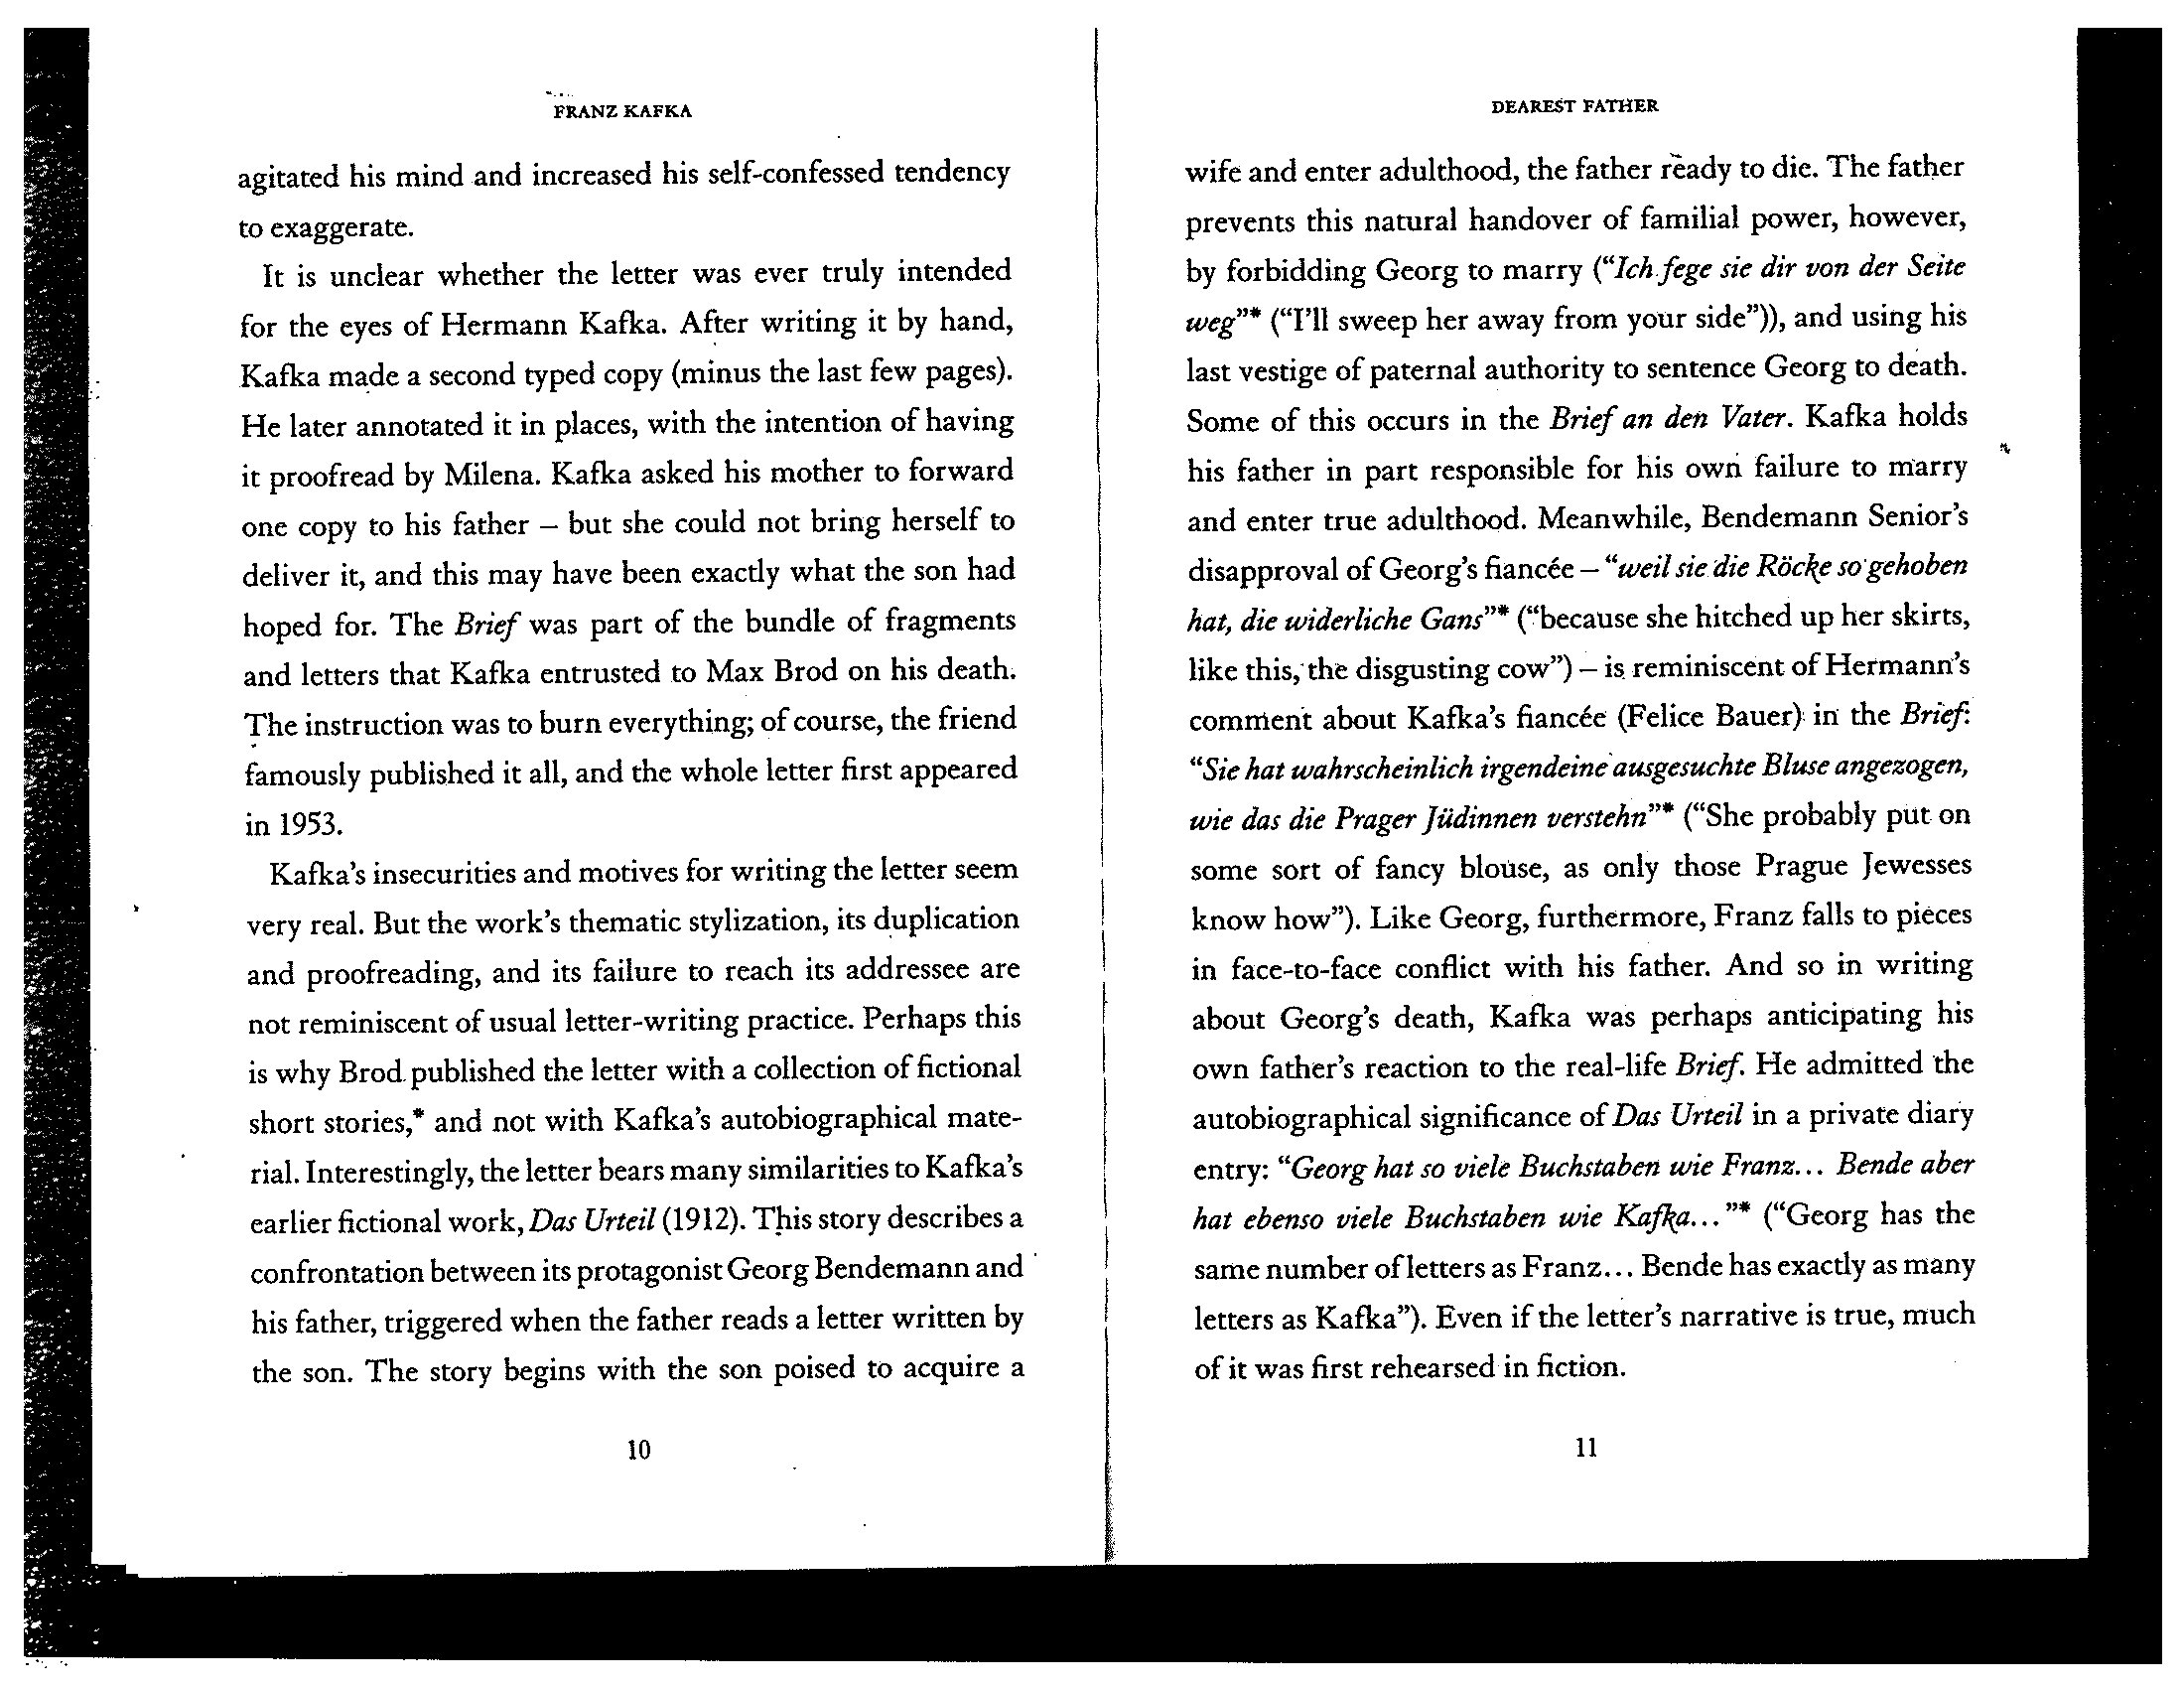 FRANZ KAFKA
agitated his mind and increased his self-confessed tendency
to exaggerate.
It is unclear whether the letter was ever truly intended
for the eyes of Hermann Kafka. After writing it by hand,
Kafka made a second typed copy (minus the last few pages).
He later annotated it in places, with the intention of having
it proofread by Milena. Kafka asked his mother to forward
one copy to his father – but she could not bring herself to
deliver it, and this may have been exactly what the son had
hoped for. The Brief was part of the bundle of fragments
and letters that Kafka entrusted to Max Brod on his death.
The instruction was to burn everything; of course, the friend
famously published it all, and the whole letter first appeared
in 1953.
Kafka's insecurities and motives for writing the letter seem
very real. But the work's thematic stylization, its duplication
and proofreading, and its failure to reach its addressee are
not reminiscent of usual letter-writing practice. Perhaps this
is why Brod published the letter with a collection of fictional
short stories,* and not with Kafka's autobiographical mate-
rial. Interestingly, the letter bears many similarities to Kafka's
earlier fictional work, Das Urteil (1912). This story describes a
confrontation between its protagonist Georg Bendemann and
his father, triggered when the father reads a letter written by
the son. The story begins with the son poised to acquire a
10
DEAREST FATHER
wife and enter adulthood, the father ready to die. The father
prevents this natural handover of familial power, however,
by forbidding Georg to marry (“Ich fege sie dir von der Seite
weg”* (“I'll sweep her away from your side”)), and using his
last vestige of paternal authority to sentence Georg to death.
Some of this occurs in the Brief an den Vater. Kafka holds
his father in part responsible for his own failure to marry
and enter true adulthood. Meanwhile, Bendemann Senior's
disapproval of Georg's fiancée – “weil sie die Röcke so gehoben
hat, die widerliche Gans”* (“because she hitched up her skirts,
like this, the disgusting cow”) – is reminiscent of Hermann's
comment about Kafka's fiancée (Felice Bauer) in the Brief:
“Sie hat wahrscheinlich irgendeine ausgesuchte Bluse angezogen,
wie das die Prager Jüdinnen verstehn”* (“She probably put on
some sort of fancy blouse, as only those Prague Jewesses
know how”). Like Georg, furthermore, Franz falls to pieces
in face-to-face conflict with his father. And so in writing
about Georg's death, Kafka was perhaps anticipating his
own father's reaction to the real-life Brief. He admitted the
autobiographical significance of Das Urteil in a private diary
entry: “Georg hat so viele Buchstaben wie Franz... Bende aber
hat ebenso viele Buchstaben wie Kafka...”* (“Georg has the
same number of letters as Franz... Bende has exactly as many
letters as Kafka”). Even if the letter's narrative is true, much
of it was first rehearsed in fiction.
11